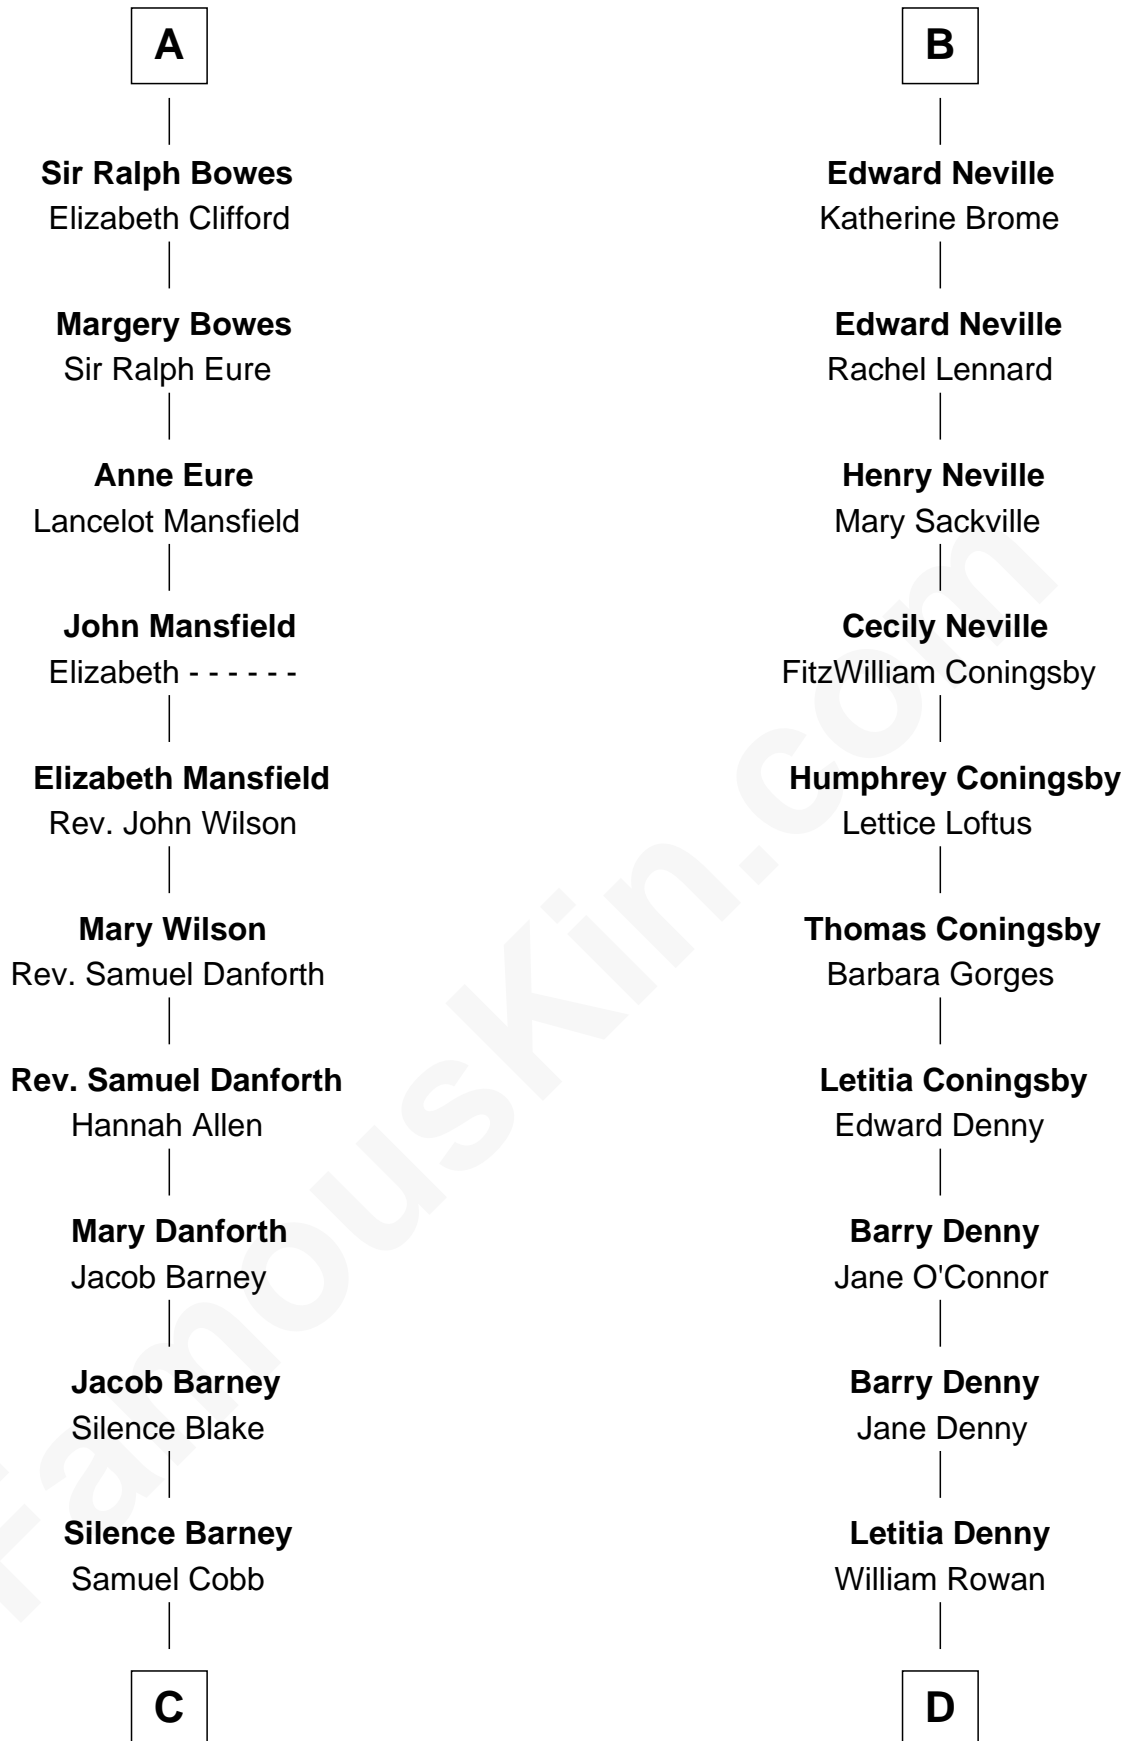 A
Sir Ralph Bowes
Elizabeth Clifford
Margery Bowes
Sir Ralph Eure
Anne Eure
Lancelot Mansfield
John Mansfield
Elizabeth - - - - - -
Elizabeth Mansfield
Rev. John Wilson
Mary Wilson
Rev. Samuel Danforth
Rev. Samuel Danforth
Hannah Allen
Mary Danforth
Jacob Barney
Jacob Barney
Silence Blake
Silence Barney
Samuel Cobb
C
B
Edward Neville
Katherine Brome
Edward Neville
Rachel Lennard
Henry Neville
Mary Sackville
Cecily Neville
FitzWilliam Coningsby
Humphrey Coningsby
Lettice Loftus
Thomas Coningsby
Barbara Gorges
Letitia Coningsby
Edward Denny
Barry Denny
Jane O'Connor
Barry Denny
Jane Denny
Letitia Denny
William Rowan
D
FamousKin.com